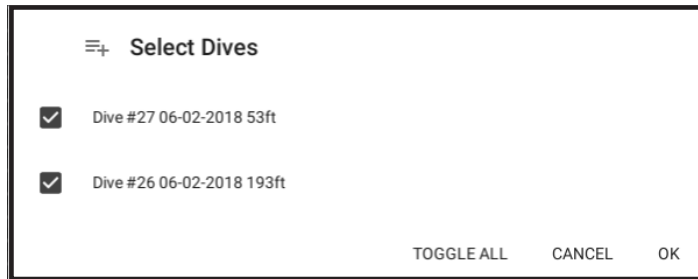 Select Dives
Dive #27 06-02-2018 53ft
Dive #26 06-02-2018 193ft
TOGGLE ALL CANCEL OK